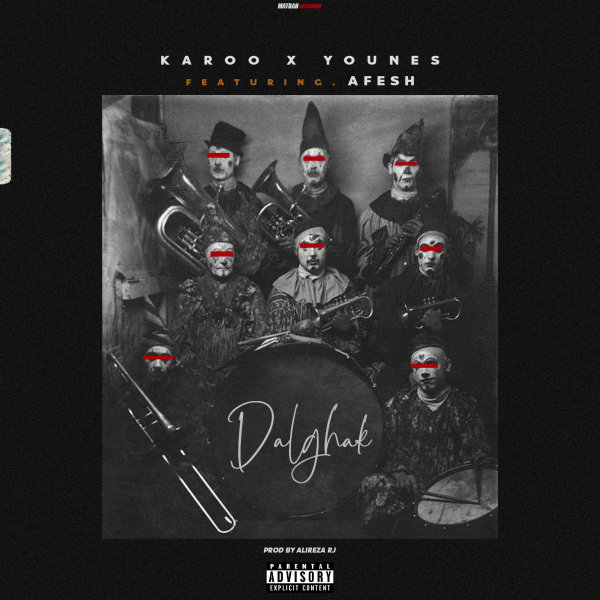 KAROO X YOUNES
FEATURING. AFESH
Dalghak
PROD BY ALIREZA RJ
PARENTAL
ADVISORY
EXPLICIT CONTENT